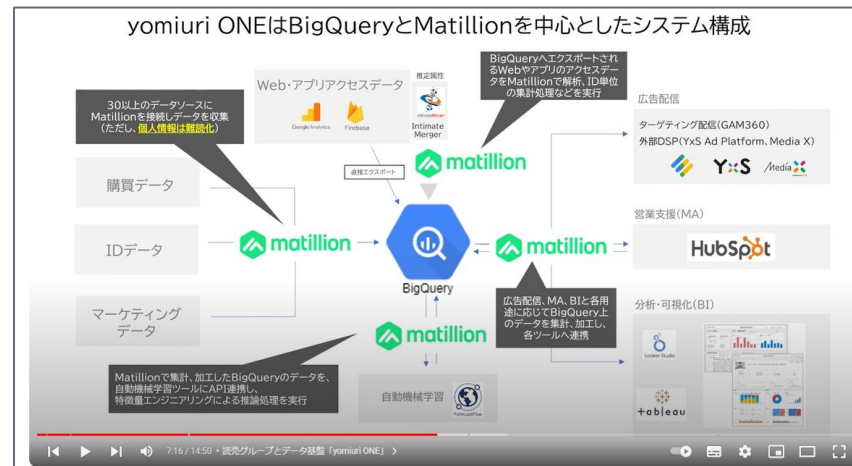 yomiuri ONEはBigQueryとMatillionを中心としたシステム構成
30以上のデータソースに
Matillionを接続しデータを収集
(ただし、個人情報は難読化)
Web・アプリアクセスデータ
Google Analytics
Firebase
推定属性
Intimate
Merger
BigQueryへエクスポートされ
るWebやアプリのアクセスデー
タをMatillionで解析、ID単位
の集計処理などを実行
直接エクスポート
matillion
購買データ
IDデータ
マーケティング
データ
matillion
BigQuery
matillion
matillion
広告配信
ターゲティング配信(GAM360)
外部DSP(YxS Ad Platform、Media X)
YxS
Media
営業支援(MA)
HubSpot
広告配信、MA、BIと各用
途に応じてBigQuery上
のデータを集計、加工し、
各ツールへ連携
分析・可視化(BI)
Looker Studio
+ableau
Matillionで集計、加工したBigQueryのデータを、
自動機械学習ツールにAPI連携し、
特徴量エンジニアリングによる推論処理を実行
自動機械学習
7:16 / 14:50・読売グループとデータ基盤「yomiuri ONE」 >